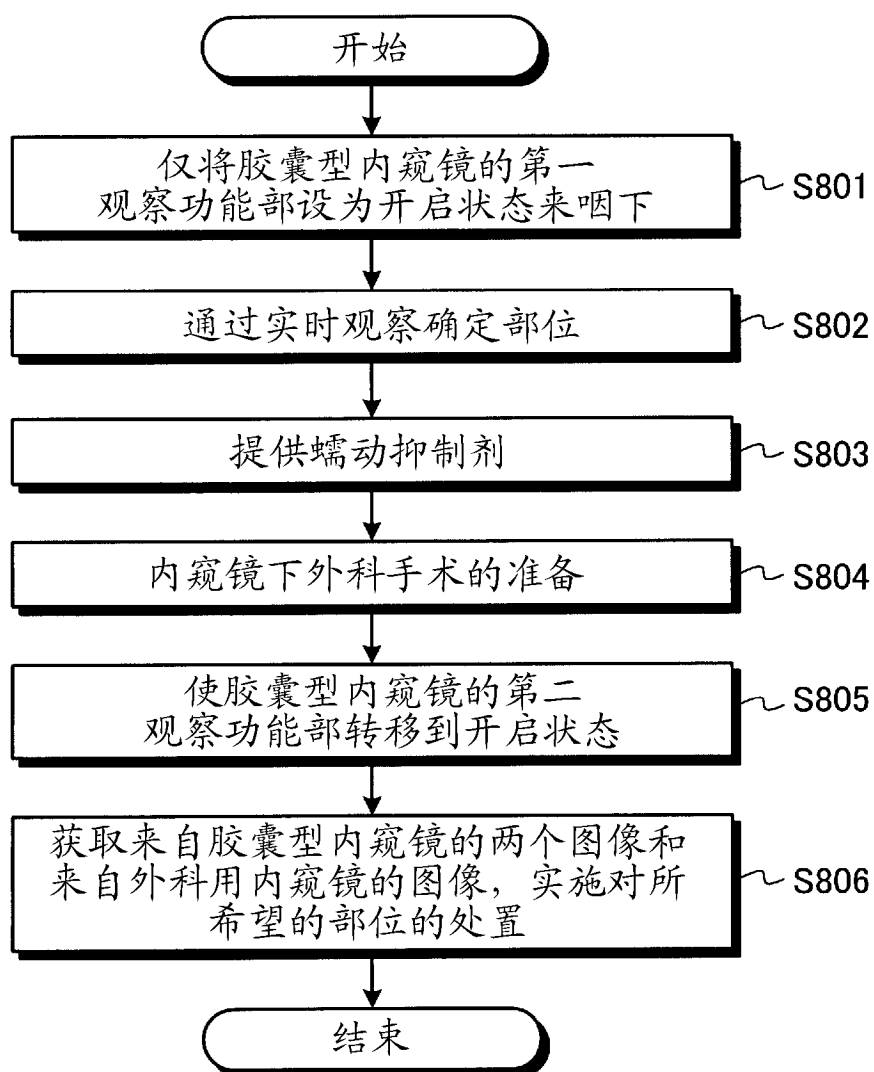 开始
仅将胶囊型内窥镜的第一
观察功能部设为开启状态来咽下
S801
通过实时观察确定部位
S802
提供蠕动抑制剂
S803
内窥镜下外科手术的准备
S804
使胶囊型内窥镜的第二
观察功能部转移到开启状态
S805
获取来自胶囊型内窥镜的两个图像和
来自外科用内窥镜的图像，实施对所
希望的部位的处置
S806
结束